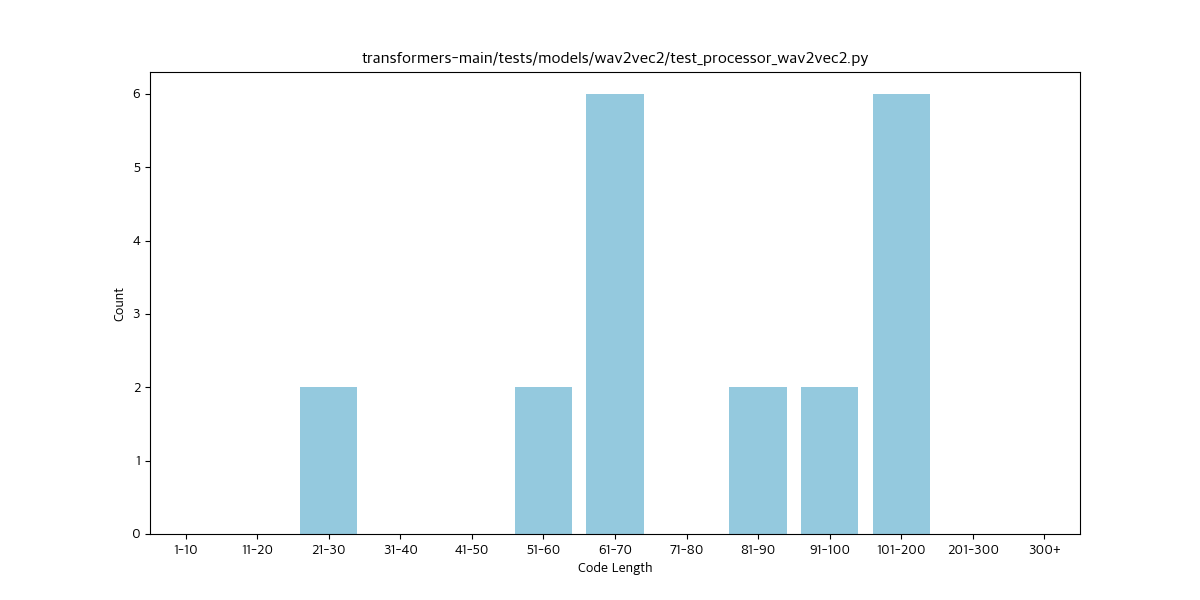 transformers-main/tests/models/wav2vec2/test_processor_wav2vec2.py
Count
6
5
4
3
2
1
0
1-10 11-20 21-30 31-40 41-50 51-60 61-70 71-80 81-90 91-100 101-200 201-300 300+
Code Length